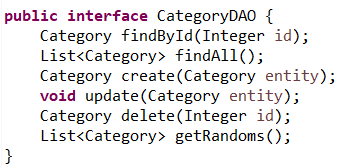 public interface CategoryDAO {
    Category findById(Integer id);
    List<Category> findAll();
    Category create(Category entity);
    void update(Category entity);
    Category delete(Integer id);
    List<Category> getRandoms();
}